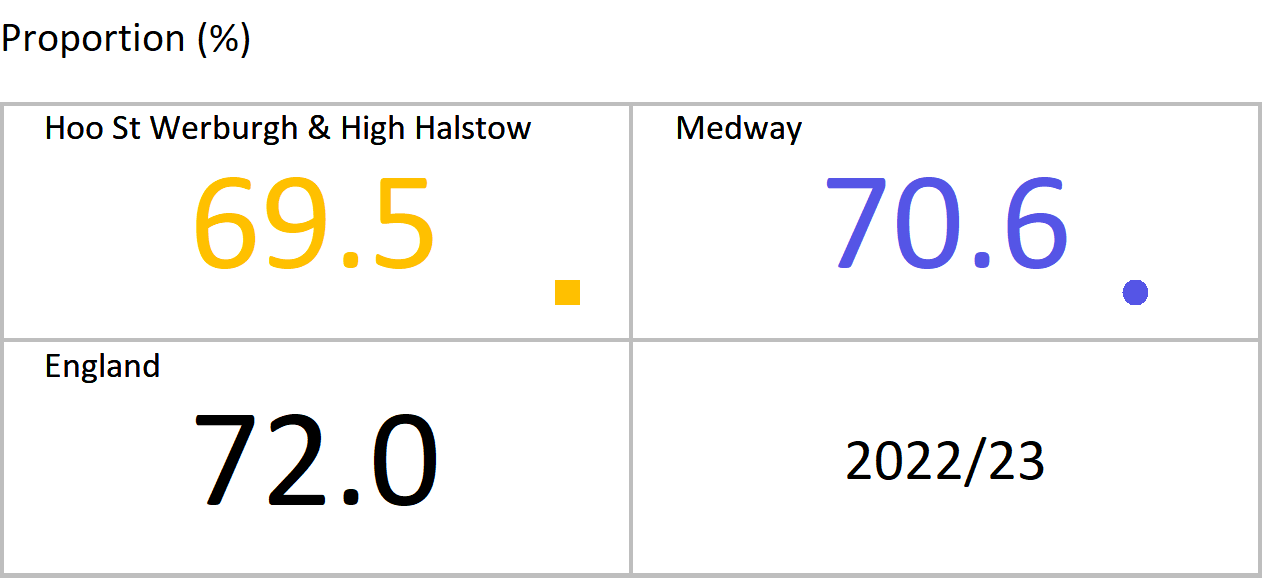 Proportion (%)
Hoo St Werburgh & High Halstow
69.5
Medway
70.6
England
72.0
2022/23